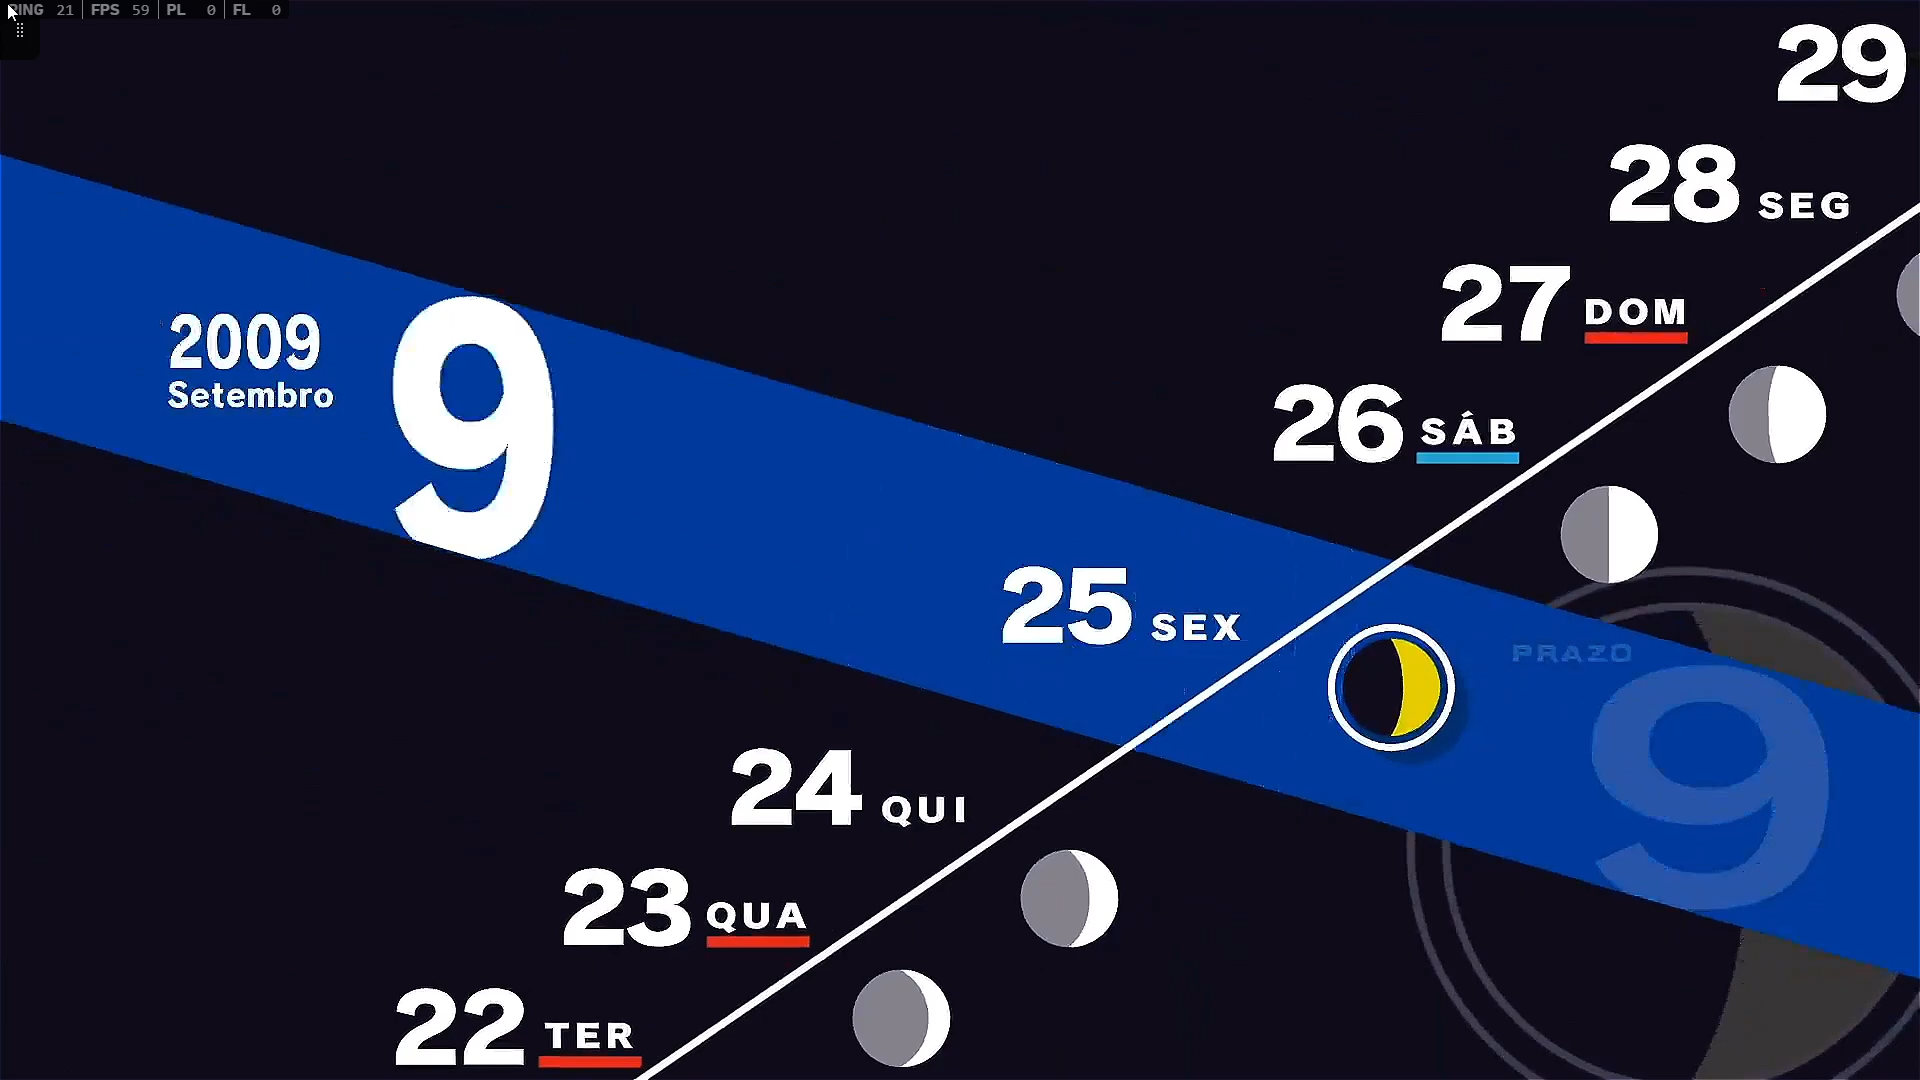 PING 21 FPS 59 PL 0 FL 0
29
28 SEG
27 DOM
26 SÁB
2009
Setembro
9
25 SEX
PRAZO
9
24 QUI
23 QUA
22 TER